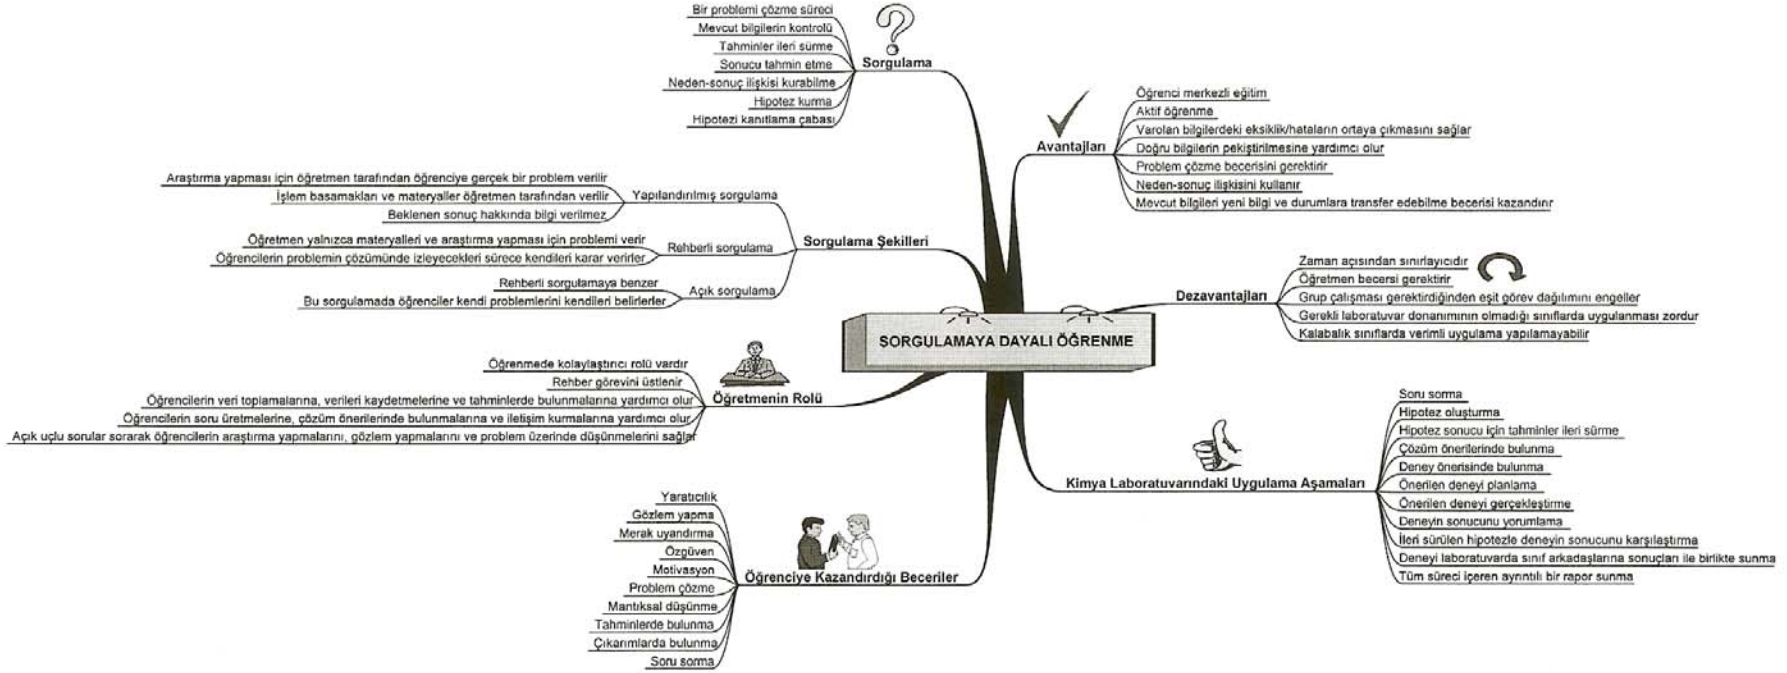 Bir problemi çözme süreci
Mevcut bilgilerin kontrolü
Tahminler ileri sürme
Sonucu tahmin etme
Neden-sonuç ilişkisi kurabilme
Hipotez kurma
Hipotezi kanıtlama çabası
Sorgulama
Araştırma yapması için öğretmen tarafından öğrenciye gerçek bir problem verilir
İşlem basamakları ve materyaller öğretmen tarafından verilir
Beklenen sonuç hakkında bilgi verilmez
Yapılandırılmış sorgulama
Öğretmen yalnızca materyalleri ve araştırma yapması için problemi verir
Öğrencilerin problemin çözümünde izleyecekleri sürece kendileri karar verirler
Rehberli sorgulama
Rehberli sorgulamaya benzer
Bu sorgulamada öğrenciler kendi problemlerini kendileri belirlerler
Açık sorgulama
Sorgulama Şekilleri
Öğrenmede kolaylaştırıcı rolü vardır
Rehber görevini üstlenir
Öğrencilerin veri toplamalarına, verileri kaydetmelerine ve tahminlerde bulunmalarına yardımcı olur
Öğrencilerin soru üretmelerine, çözüm önerilerinde bulunmalarına ve iletişim kurmalarına yardımcı olur
Açık uçlu sorular sorarak öğrencilerin araştırma yapmalarını, gözlem yapmalarını ve problem üzerinde düşünmelerini sağlar
Öğretmenin Rolü
Yaratıcılık
Gözlem yapma
Merak uyandırma
Özgüven
Motivasyon
Problem çözme
Mantıksal düşünme
Tahminlerde bulunma
Çıkarımlarda bulunma
Soru sorma
Öğrenciye Kazandırdığı Beceriler
SORGULAMAYA DAYALI ÖĞRENME
Avantajları
Öğrenci merkezli eğitim
Aktif öğrenme
Varolan bilgilerdeki eksiklik/hataların ortaya çıkmasını sağlar
Doğru bilgilerin pekiştirilmesine yardımcı olur
Problem çözme becerisini gerektirir
Neden-sonuç ilişkisini kullanır
Mevcut bilgileri yeni bilgi ve durumlara transfer edebilme becerisi kazandırır
Dezavantajları
Zaman açısından sınırlayıcıdır
Öğretmen becersi gerektirir
Grup çalışması gerektirdiğinden eşit görev dağılımını engeller
Gerekli laboratuvar donanımının olmadığı sınıflarda uygulanması zordur
Kalabalık sınıflarda verimli uygulama yapılamayabilir
Kimya Laboratuvarındaki Uygulama Aşamaları
Soru sorma
Hipotez oluşturma
Hipotez sonucu için tahminler ileri sürme
Çözüm önerilerinde bulunma
Deney önerisinde bulunma
Önerilen deneyi planlama
Önerilen deneyi gerçekleştirme
Deneyin sonucunu yorumlama
İleri sürülen hipotezle deneyin sonucunu karşılaştırma
Deneyi laboratuvarda sınıf arkadaşlarına sonuçları ile birlikte sunma
Tüm süreci içeren ayrıntılı bir rapor sunma